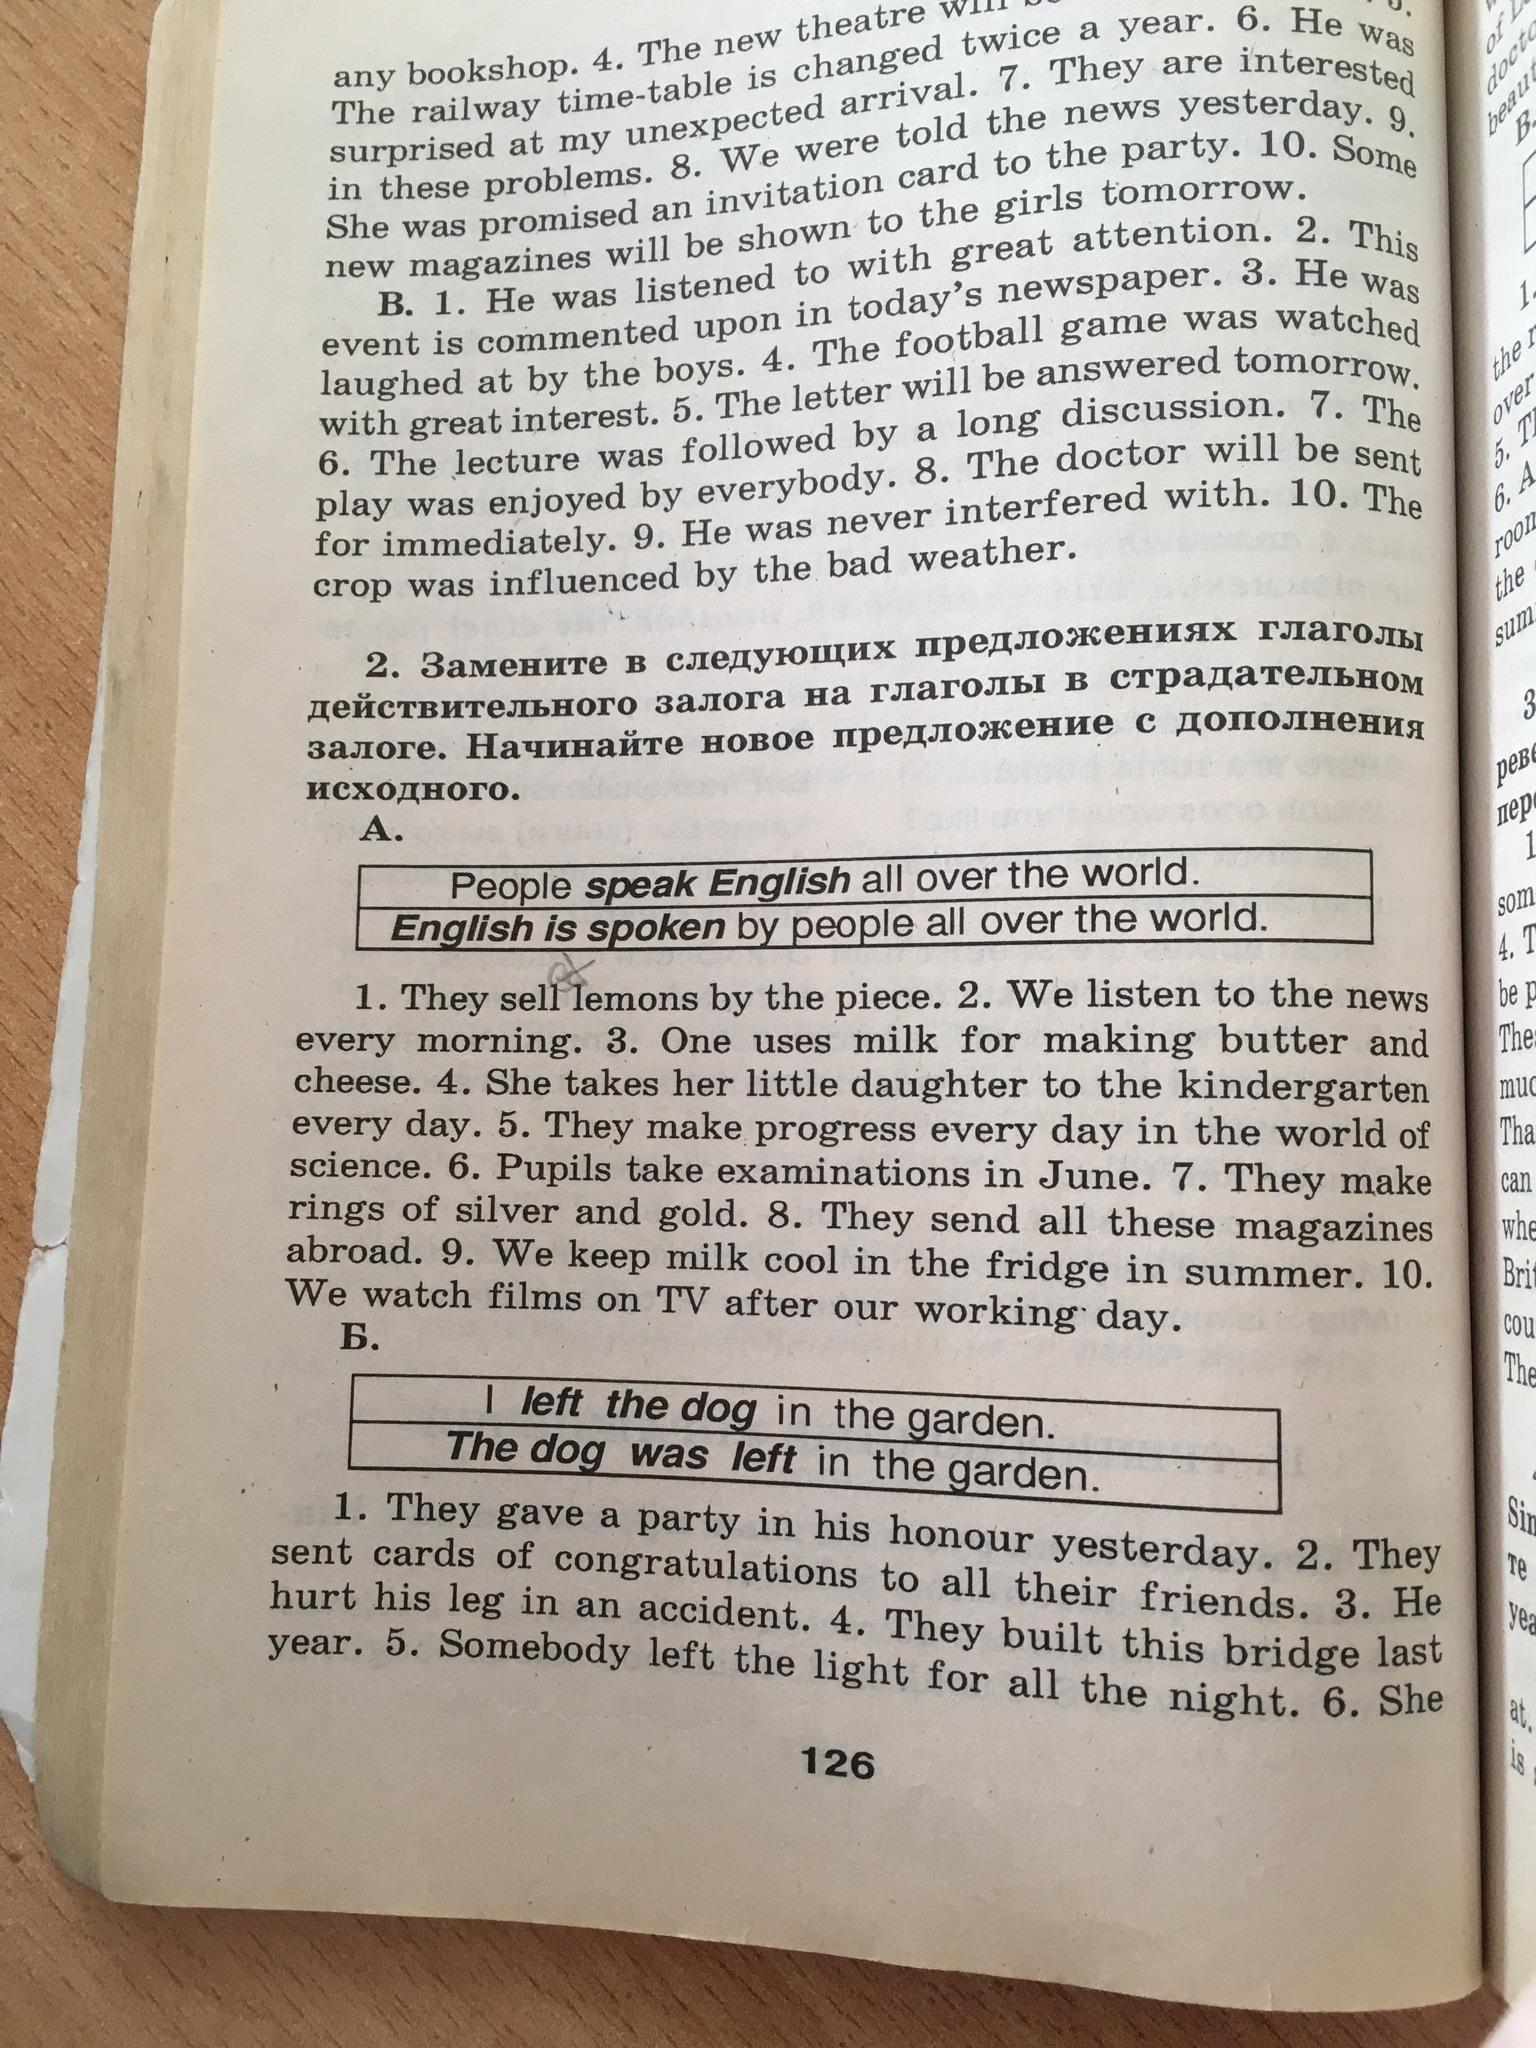 any bookshop. 4. The new theatre will
The railway time-table is changed twice a year. 6. He was
surprised at my unexpected arrival. 7. They are interested
in these problems. 8. We were told the news yesterday. 9.
She was promised an invitation card to the party. 10. Some
new magazines will be shown to the girls tomorrow.
В. 1. He was listened to with great attention. 2. This
event is commented upon in today's newspaper. 3. He was
laughed at by the boys. 4. The football game was watched
with great interest. 5. The letter will be answered tomorrow.
6. The lecture was followed by a long discussion. 7. The
play was enjoyed by everybody. 8. The doctor will be sent
for immediately. 9. He was never interfered with. 10. The
crop was influenced by the bad weather.
2. Замените в следующих предложениях глаголы
действительного залога на глаголы в страдательном
залоге. Начинайте новое предложение с дополнения
исходного.
А.
People speak English all over the world.
English is spoken by people all over the world.
1. They sell lemons by the piece. 2. We listen to the news
every morning. 3. One uses milk for making butter and
cheese. 4. She takes her little daughter to the kindergarten
every day. 5. They make progress every day in the world of
science. 6. Pupils take examinations in June. 7. They make
rings of silver and gold. 8. They send all these magazines
abroad. 9. We keep milk cool in the fridge in summer. 10.
We watch films on TV after our working day.
Б.
I left the dog in the garden.
The dog was left in the garden.
1. They gave a party in his honour yesterday. 2. They
sent cards of congratulations to all their friends. 3. He
hurt his leg in an accident. 4. They built this bridge last
year. 5. Somebody left the light for all the night. 6. She
126